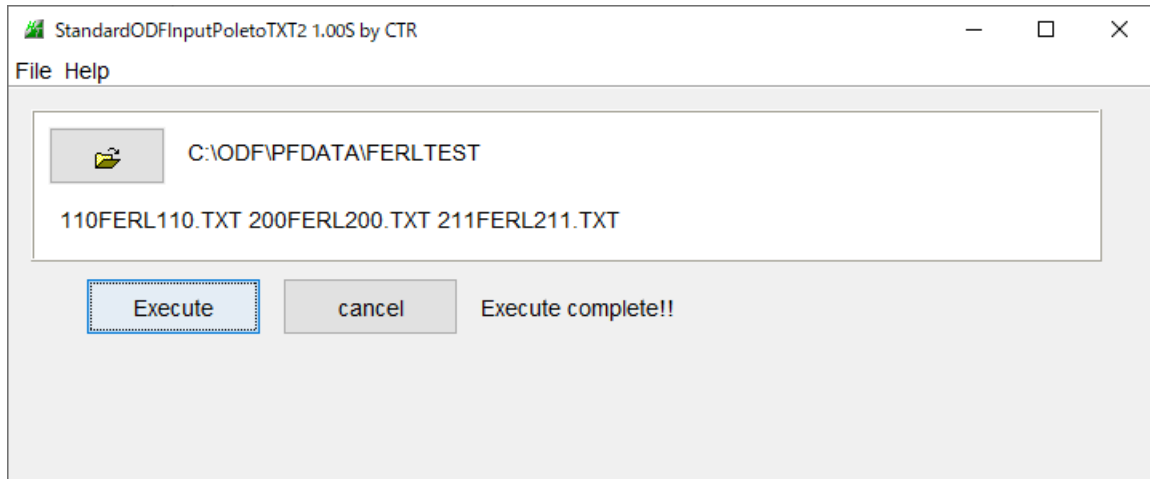 StandardODFInputPoletoTXT2 1.00S by CTR
File Help
C:\ODF\PFDATA\FERLTEST
110FERL110.TXT 200FERL200.TXT 211FERL211.TXT
Execute cancel Execute complete!!